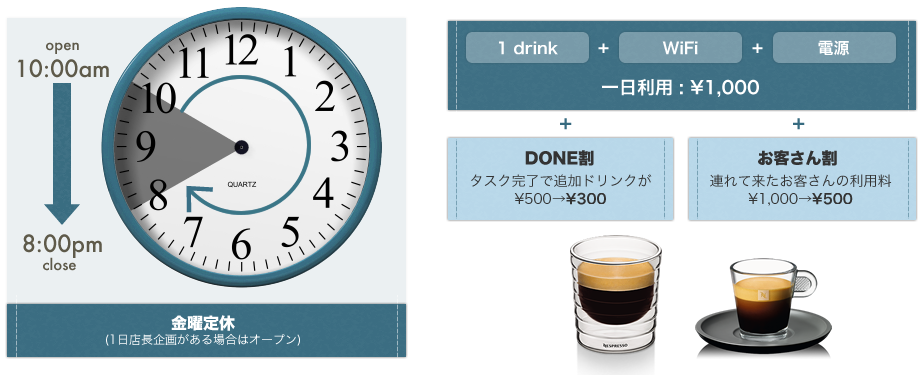 open
10:00am
8:00pm
close
12
1
2
3
4
5
6
7
8
9
10
11
QUARTZ
金曜定休
(1日店長企画がある場合はオープン)
1 drink + WiFi + 電源
一日利用：¥1,000
+ +
DONE割
タスク完了で追加ドリンクが
¥500→¥300
お客さん割
連れて来たお客さんの利用料
¥1,000→¥500
NESPRESSO